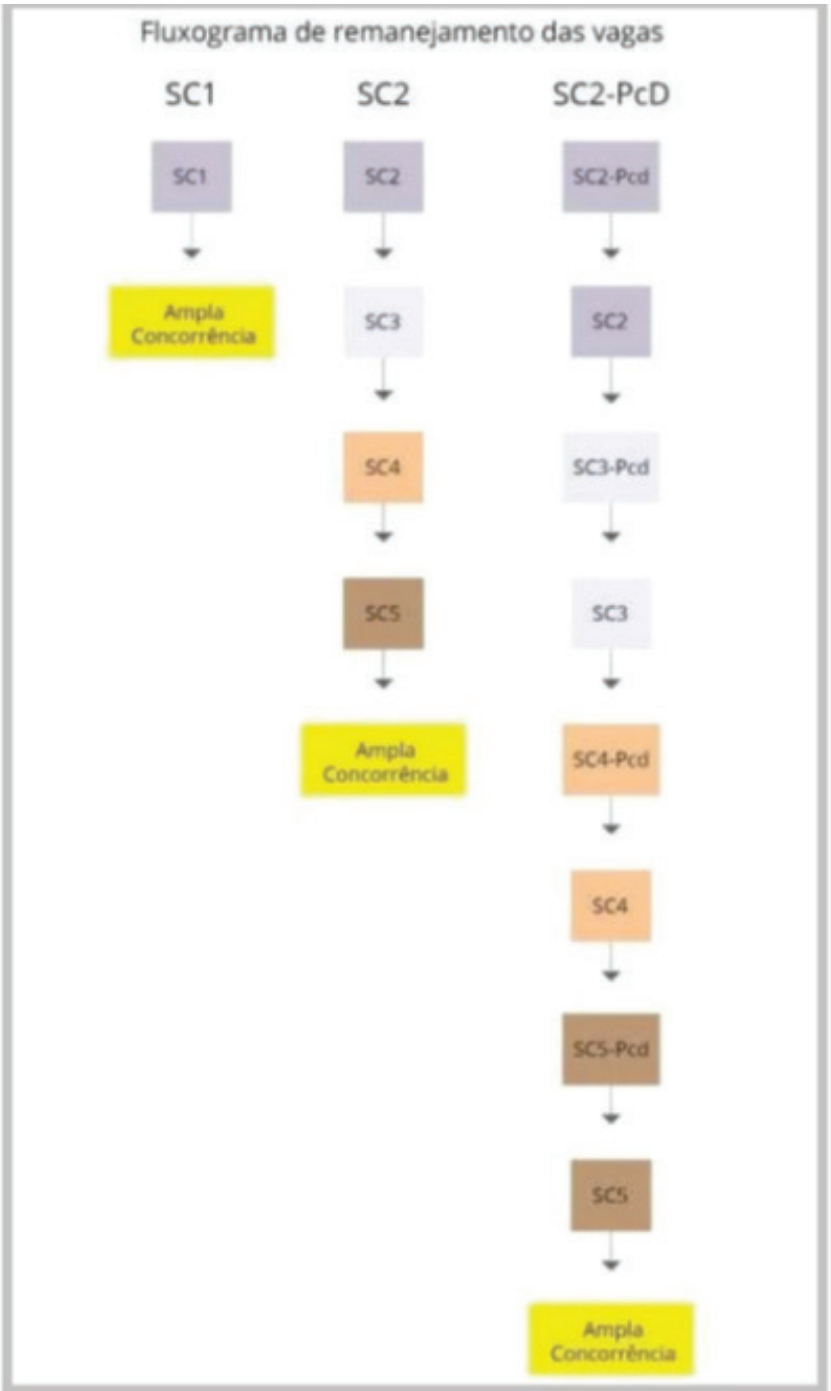 Fluxograma de remanejamento das vagas
SC1
SC1
Ampla
Concorrência
SC2
SC2
SC3
SC4
SC5
Ampla
Concorrência
SC2-PcD
SC2-Pcd
SC2
SC3-Pcd
SC3
SC4-Pcd
SC4
SC5-Pcd
SC5
Ampla
Concorrência